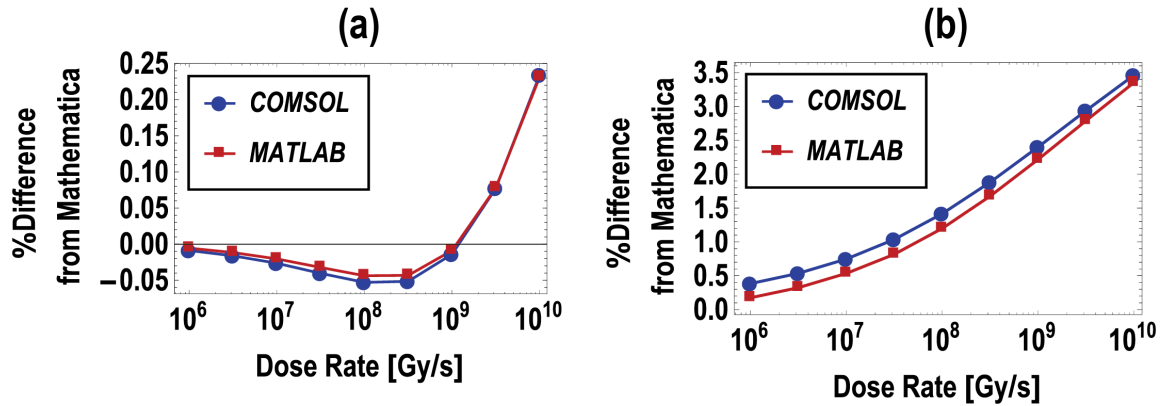 (a)
%Difference
from Mathematica
0.25
0.20
0.15
0.10
0.05
0.00
−0.05
COMSOL
MATLAB
10^6
10^7
10^8
10^9
10^10
Dose Rate [Gy/s]
(b)
%Difference
from Mathematica
3.5
3.0
2.5
2.0
1.5
1.0
0.5
0.0
COMSOL
MATLAB
10^6
10^7
10^8
10^9
10^10
Dose Rate [Gy/s]